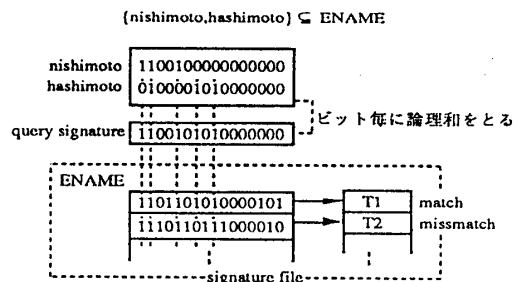 {nishimoto,hashimoto} ⊆ ENAME
nishimoto 1100100000000000
hashimoto 0100001010000000
ビット毎に論理和をとる
query signature 1100101010000000
ENAME
1101101010000101 T1 match
1110110111000010 T2 missmatch
signature file